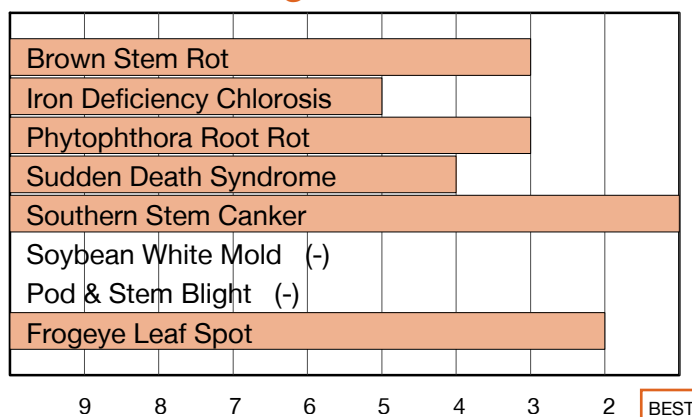 Brown Stem Rot
Iron Deficiency Chlorosis
Phytophthora Root Rot
Sudden Death Syndrome
Southern Stem Canker
Soybean White Mold (-)
Pod & Stem Blight (-)
Frogeye Leaf Spot
9 8 7 6 5 4 3 2 BEST